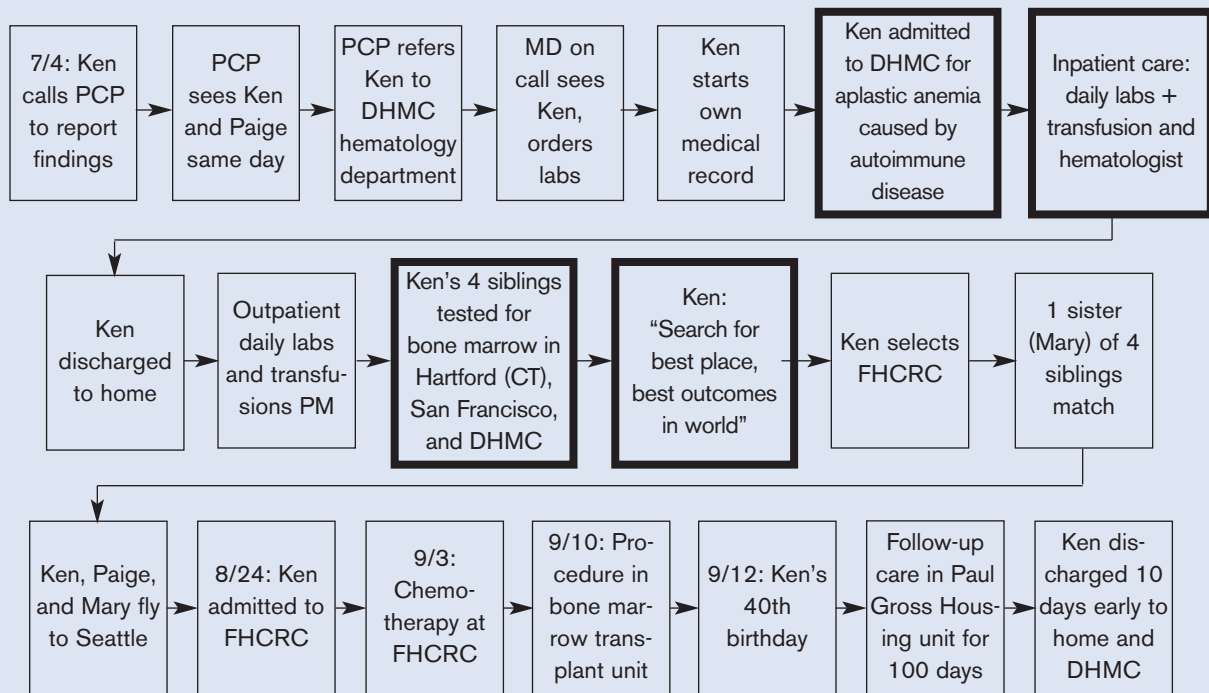 7/4: Ken
calls PCP
to report
findings
PCP
sees Ken
and Paige
same day
PCP refers
Ken to
DHMC
hematology
department
MD on
call sees
Ken,
orders
labs
Ken
starts
own
medical
record
Ken admitted
to DHMC for
aplastic anemia
caused by
autoimmune
disease
Inpatient care:
daily labs +
transfusion and
hematologist
Ken
discharged
to home
Outpatient
daily labs
and transfu-
sions PM
Ken’s 4 siblings
tested for
bone marrow in
Hartford (CT),
San Francisco,
and DHMC
Ken:
“Search for
best place,
best outcomes
in world”
Ken selects
FHCRC
1 sister
(Mary) of 4
siblings
match
Ken, Paige,
and Mary fly
to Seattle
8/24: Ken
admitted to
FHCRC
9/3:
Chemo-
therapy at
FHCRC
9/10: Pro-
cedure in
bone mar-
row trans-
plant unit
9/12: Ken’s
40th
birthday
Follow-up
care in Paul
Gross Hous-
ing unit for
100 days
Ken dis-
charged 10
days early to
home and
DHMC